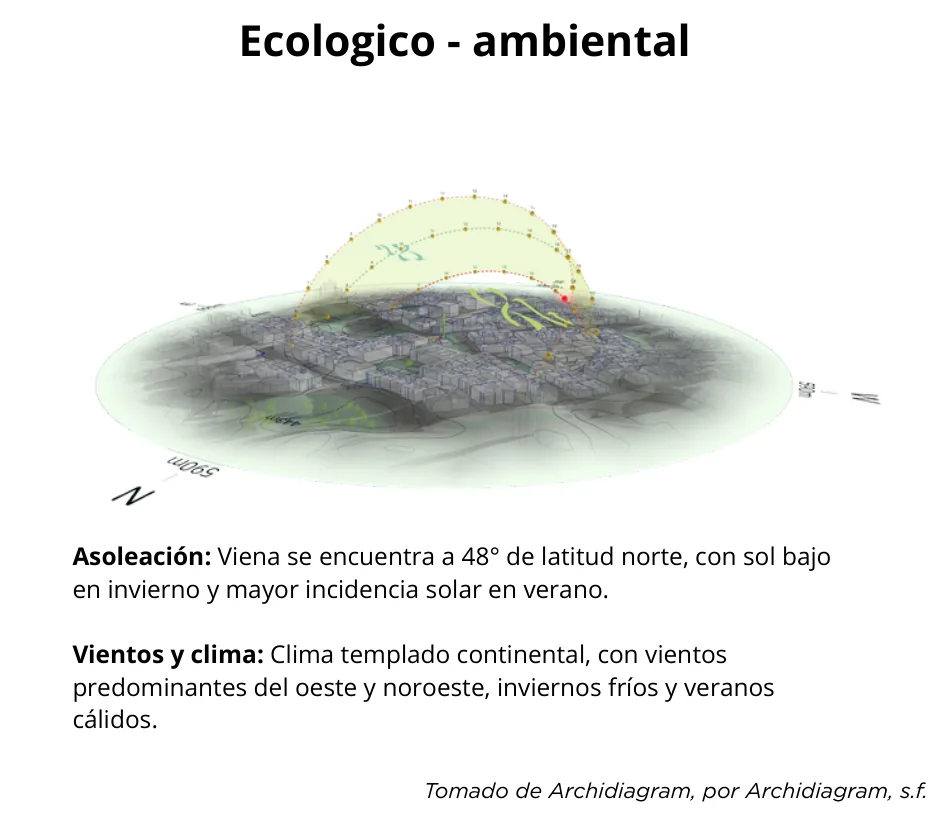 Ecologico - ambiental
443m
590m
590m
W
N
Asoleación: Viena se encuentra a 48° de latitud norte, con sol bajo
en invierno y mayor incidencia solar en verano.
Vientos y clima: Clima templado continental, con vientos
predominantes del oeste y noroeste, inviernos fríos y veranos
cálidos.
Tomado de Archidiagram, por Archidiagram, s.f.